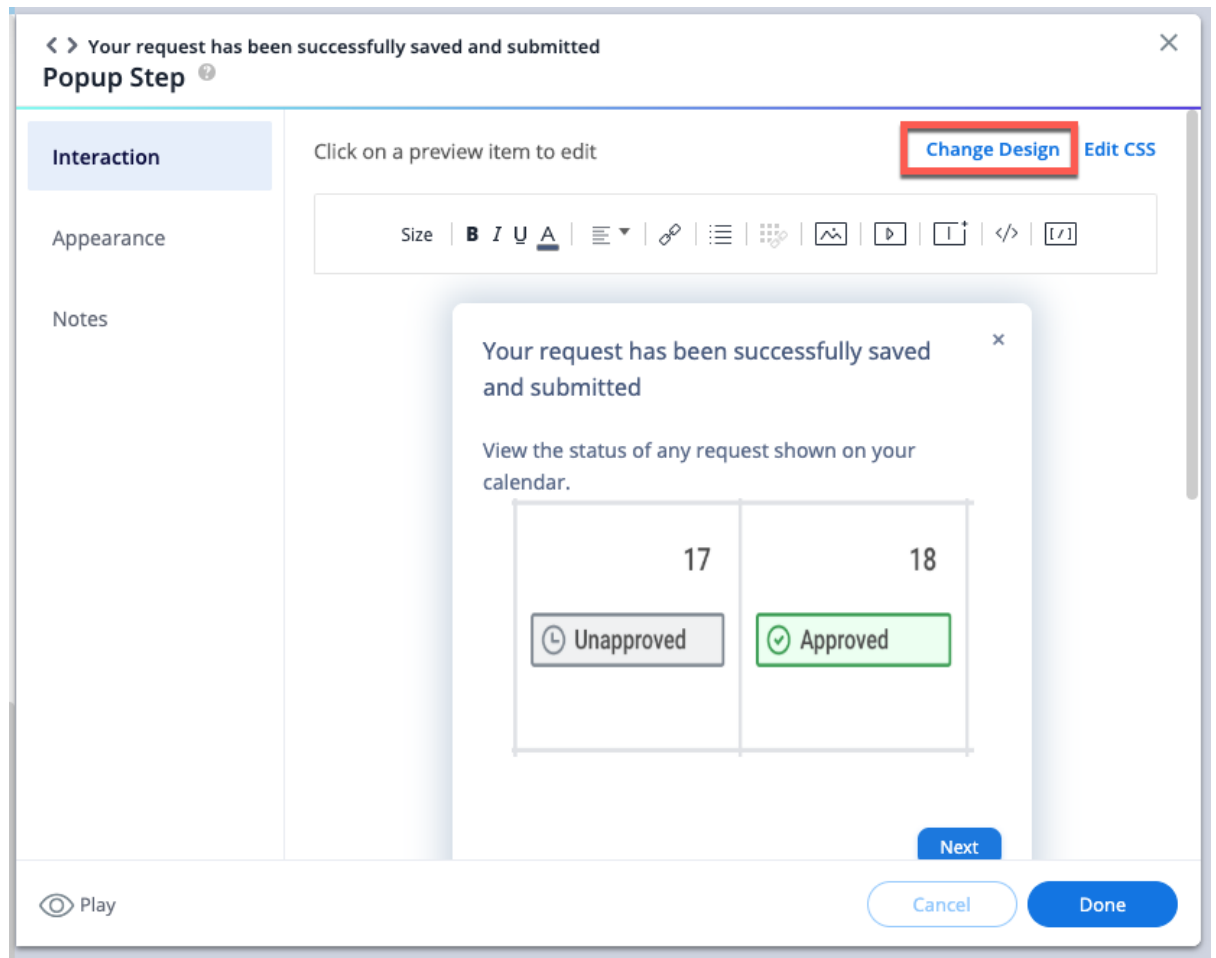 Your request has been successfully saved and submitted
Popup Step ?
Interaction
Appearance
Notes
Click on a preview item to edit
Change Design Edit CSS
Size B I U A </> [/]
Your request has been successfully saved
and submitted
View the status of any request shown on your
calendar.
17 18
Unapproved Approved
Next
Play
Cancel Done